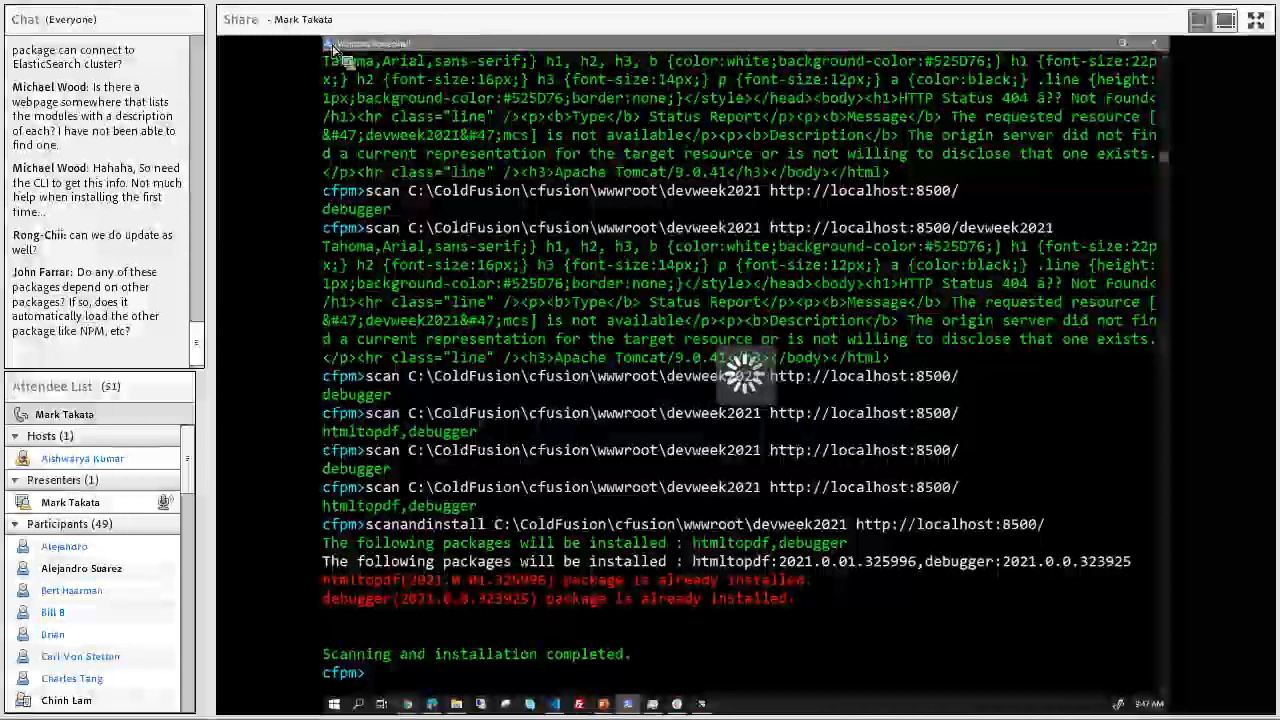 Chat (Everyone)
package can connect to
ElasticSearch cluster?
Michael Wood: Is there a
webpage somewhere that lists
the modules with a description
of each? I have not been able to
find one.
Michael Wood: Hahaha, So need
the CLI to get this info. Not much
help when installing the first
time...
Rong-Chii: can we do update as
well?
John Farrar: Do any of these
packages depend on other
packages? If so, does it
automatically load the other
package like NPM, etc?
Attendee List (51)
Mark Takata
Hosts (1)
Aishwarya Kumar
Presenters (1)
Mark Takata
Participants (49)
Alejandro
Alejandro Suarez
Bert Haarman
Bill B
Brian
Carl Von Stetten
Charles Tang
Chinh Lam
Share - Mark Takata
Tahoma,Arial,sans-serif;} h1, h2, h3, b {color:white;background-color:#525D76;} h1 {font-size:22p
x;} h2 {font-size:16px;} h3 {font-size:14px;} p {font-size:12px;} a {color:black;} .line {height:
1px;background-color:#525D76;border:none;}</style></head><body><h1>HTTP Status 404 â?? Not Found<
/h1><hr class="line" /><p><b>Type</b> Status Report</p><p><b>Message</b> The requested resource [
&#47;devweek2021&#47;mcs] is not available</p><p><b>Description</b> The origin server did not fin
d a current representation for the target resource or is not willing to disclose that one exists.
</p><hr class="line" /><h3>Apache Tomcat/9.0.41</h3></body></html>
cfpm>scan C:\ColdFusion\cfusion\wwwroot\devweek2021 http://localhost:8500/
debugger
cfpm>scan C:\ColdFusion\cfusion\wwwroot\devweek2021 http://localhost:8500/devweek2021
Tahoma,Arial,sans-serif;} h1, h2, h3, b {color:white;background-color:#525D76;} h1 {font-size:22p
x;} h2 {font-size:16px;} h3 {font-size:14px;} p {font-size:12px;} a {color:black;} .line {height:
1px;background-color:#525D76;border:none;}</style></head><body><h1>HTTP Status 404 â?? Not Found<
/h1><hr class="line" /><p><b>Type</b> Status Report</p><p><b>Message</b> The requested resource [
&#47;devweek2021&#47;mcs] is not available</p><p><b>Description</b> The origin server did not fin
d a current representation for the target resource or is not willing to disclose that one exists.
</p><hr class="line" /><h3>Apache Tomcat/9.0.41</h3></body></html>
cfpm>scan C:\ColdFusion\cfusion\wwwroot\devweek2021 http://localhost:8500/
debugger
cfpm>scan C:\ColdFusion\cfusion\wwwroot\devweek2021 http://localhost:8500/
htmltopdf,debugger
cfpm>scan C:\ColdFusion\cfusion\wwwroot\devweek2021 http://localhost:8500/
debugger
cfpm>scan C:\ColdFusion\cfusion\wwwroot\devweek2021 http://localhost:8500/
htmltopdf,debugger
cfpm>scanandinstall C:\ColdFusion\cfusion\wwwroot\devweek2021 http://localhost:8500/
The following packages will be installed : htmltopdf,debugger
The following packages will be installed : htmltopdf:2021.0.01.325996,debugger:2021.0.0.323925
htmltopdf(2021.0.01.325996) package is already installed.
debugger(2021.0.0.323925) package is already installed.
Scanning and installation completed.
cfpm>
9:47 AM